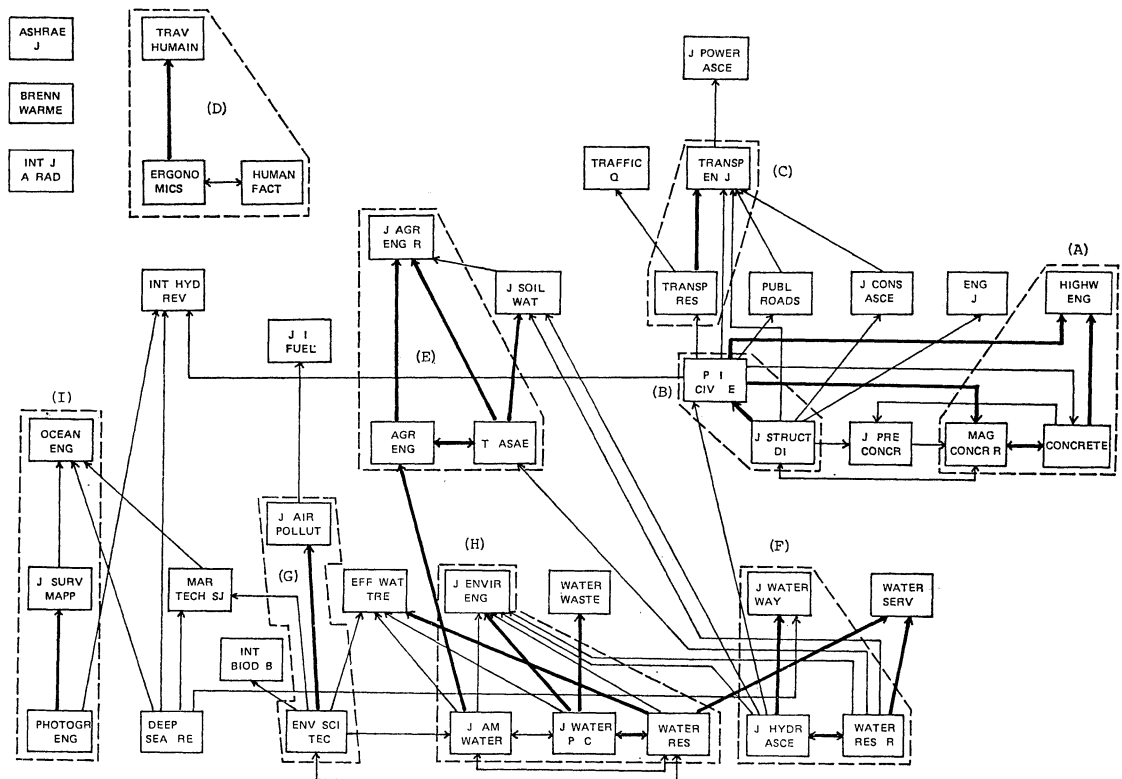 ASHRAE
J
BRENN
WARME
INT J
A RAD
TRAV
HUMAIN
(D)
ERGONO
MICS
HUMAN
FACT
J POWER
ASCE
TRAFFIC
Q
TRANSP
EN J
(C)
J AGR
ENG R
INT HYD
REV
J SOIL
WAT
TRANSP
RES
PUBL
ROADS
J CONS
ASCE
ENG
J
(A)
HIGHW
ENG
J I
FUEL
(E)
(B)
P I
CIV E
(I)
OCEAN
ENG
AGR
ENG
T ASAE
J STRUCT
DI
J PRE
CONCR
MAG
CONCR R
CONCRETE
J AIR
POLLUT
(G)
(H)
(F)
J SURV
MAPP
MAR
TECH SJ
EFF WAT
TRE
J ENVIR
ENG
WATER
WASTE
J WATER
WAY
WATER
SERV
INT
BIOD B
PHOTOGR
ENG
DEEP
SEA RE
ENV SCI
TEC
J AM
WATER
J WATER
P C
WATER
RES
J HYDR
ASCE
WATER
RES R